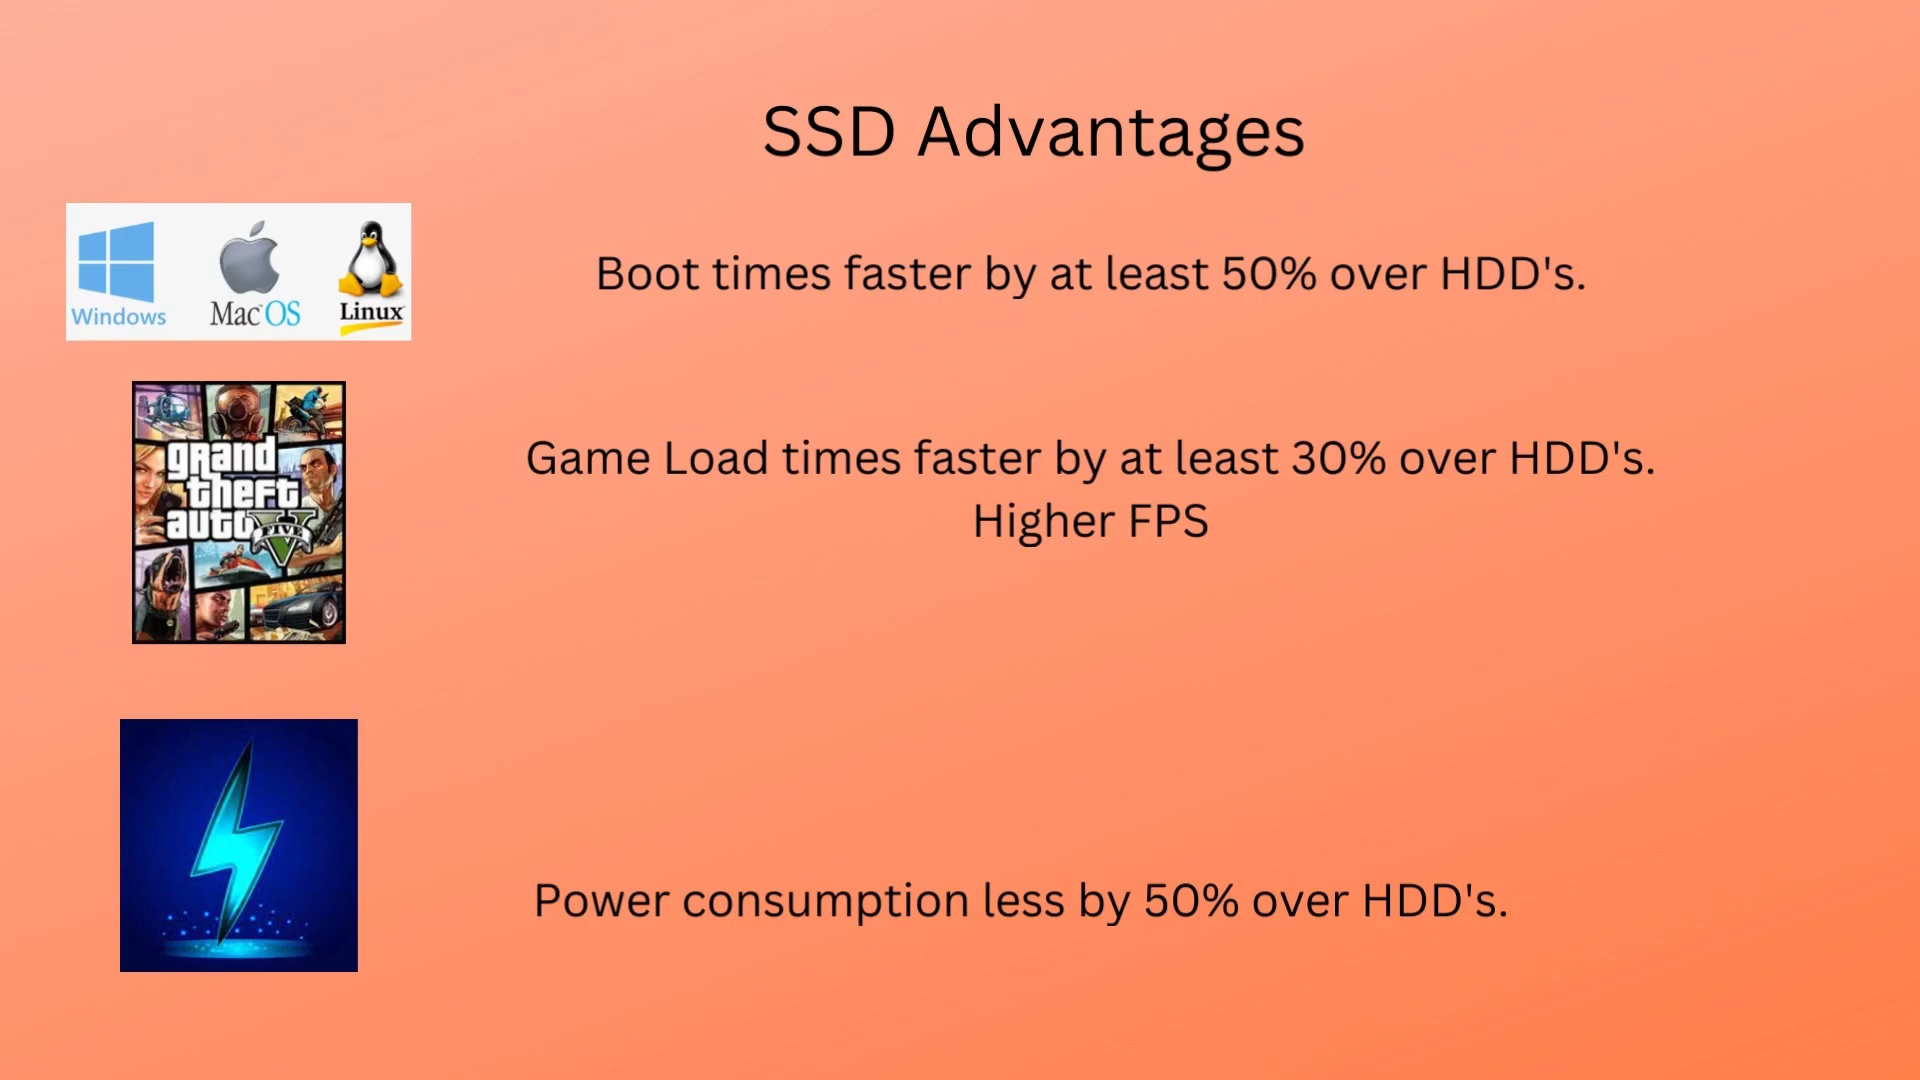 SSD Advantages
Windows
Mac OS
Linux
Boot times faster by at least 50% over HDD's.
grand
theft
auto
V
FIVE
Game Load times faster by at least 30% over HDD's.
Higher FPS
Power consumption less by 50% over HDD's.